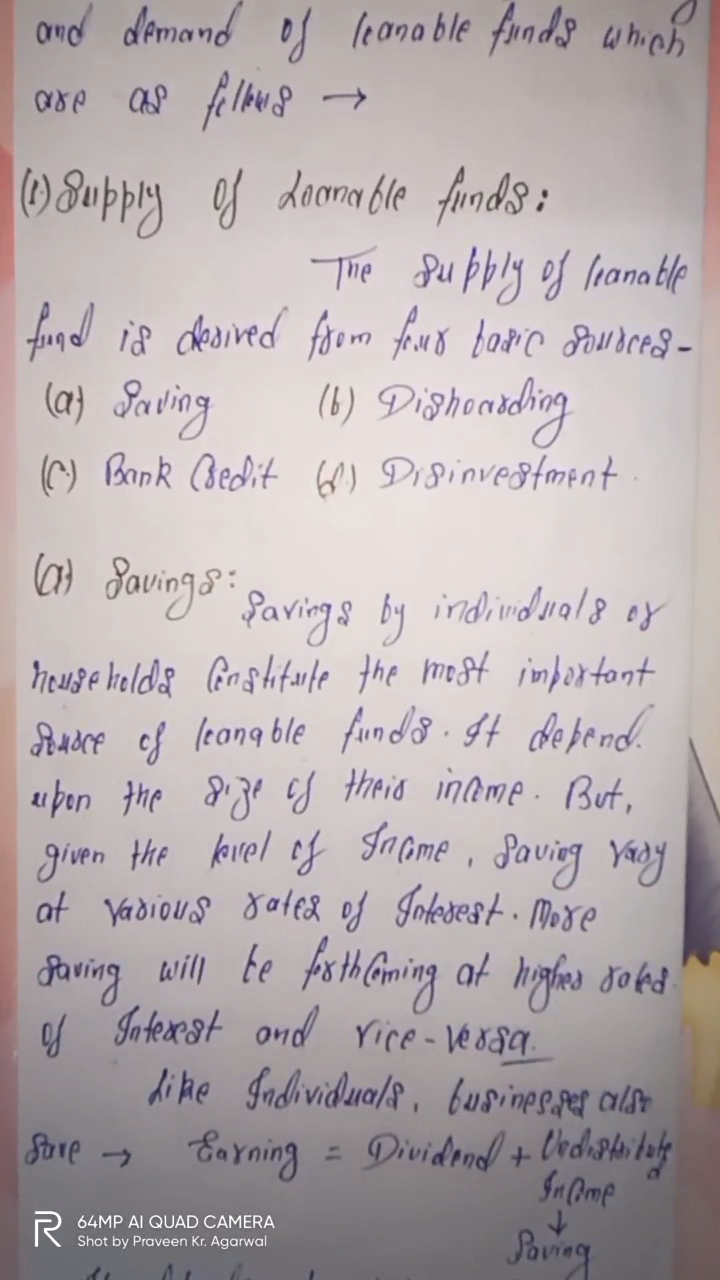 and demand of loanable funds which
are as follows →
(1) Supply of Loanable funds:
The Supply of loanable
fund is desired from four basic sources-
(a) Saving (b) Dishoarding
(c) Bank Credit (d) Disinvestment.
(a) Savings:
Savings by individuals or
households Constitute the most important
source of loanable funds. It depend.
upon the size of their income. But,
given the level of Income, Saving vary
at various rates of Interest. More
saving will be forthcoming at higher rates
of Interest and vice-versa.
Like Individuals, businesses also
save → Earning = Dividend +
Income
↓
Saving
64MP AI QUAD CAMERA
Shot by Praveen Kr. Agarwal